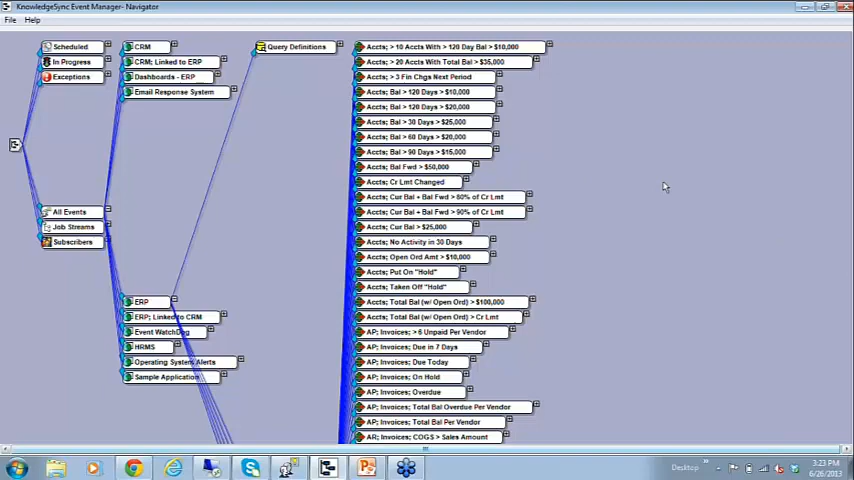 KnowledgeSync Event Manager- Navigator
File Help
Scheduled
In Progress
Exceptions
All Events
Job Streams
Subscribers
CRM
CRM; Linked to ERP
Dashboards - ERP
Email Response System
ERP
ERP; Linked to CRM
Event WatchDog
HRMS
Operating System Alerts
Sample Application
Query Definitions
Accts; > 10 Accts With > 120 Day Bal > $10,000
Accts; > 20 Accts With Total Bal > $35,000
Accts; > 3 Fin Chgs Next Period
Accts; Bal > 120 Days > $10,000
Accts; Bal > 120 Days > $20,000
Accts; Bal > 30 Days > $25,000
Accts; Bal > 60 Days > $20,000
Accts; Bal > 90 Days > $15,000
Accts; Bal Fwd > $50,000
Accts; Cr Lmt Changed
Accts; Cur Bal + Bal Fwd > 80% of Cr Lmt
Accts; Cur Bal + Bal Fwd > 90% of Cr Lmt
Accts; Cur Bal > $25,000
Accts; No Activity in 30 Days
Accts; Open Ord Amt > $10,000
Accts; Put On "Hold"
Accts; Taken Off "Hold"
Accts; Total Bal (w/ Open Ord) > $100,000
Accts; Total Bal (w/ Open Ord) > Cr Lmt
AP; Invoices; > 6 Unpaid Per Vendor
AP; Invoices; Due in 7 Days
AP; Invoices; Due Today
AP; Invoices; On Hold
AP; Invoices; Overdue
AP; Invoices; Total Bal Overdue Per Vendor
AP; Invoices; Total Bal Per Vendor
AR; Invoices; COGS > Sales Amount
Desktop
3:23 PM
6/26/2013